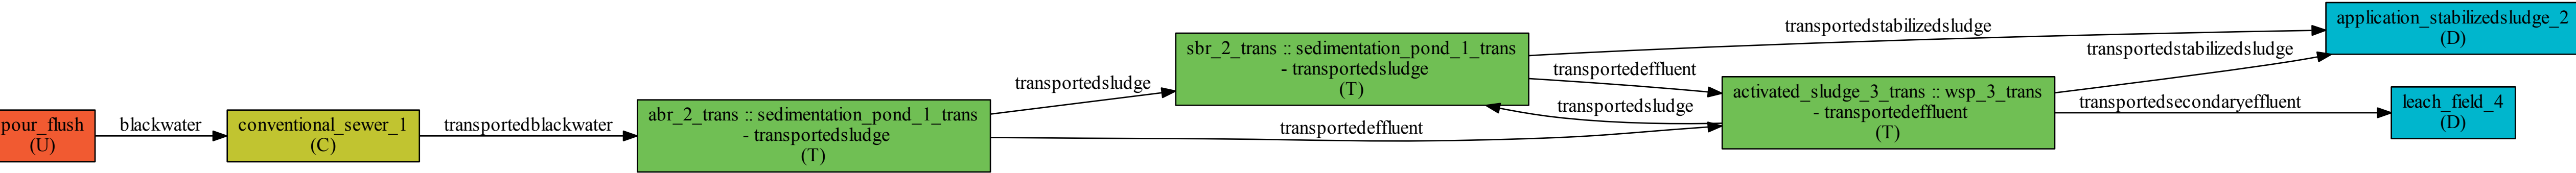 pour_flush
(U)
blackwater
conventional_sewer_1
(C)
transportedblackwater
abr_2_trans :: sedimentation_pond_1_trans
- transportedsludge
(T)
transportedsludge
transportedeffluent
sbr_2_trans :: sedimentation_pond_1_trans
- transportedsludge
(T)
transportedstabilizedsludge
transportedeffluent
transportedsludge
activated_sludge_3_trans :: wsp_3_trans
- transportedeffluent
(T)
transportedstabilizedsludge
transportedsecondaryeffluent
application_stabilizedsludge_2
(D)
leach_field_4
(D)